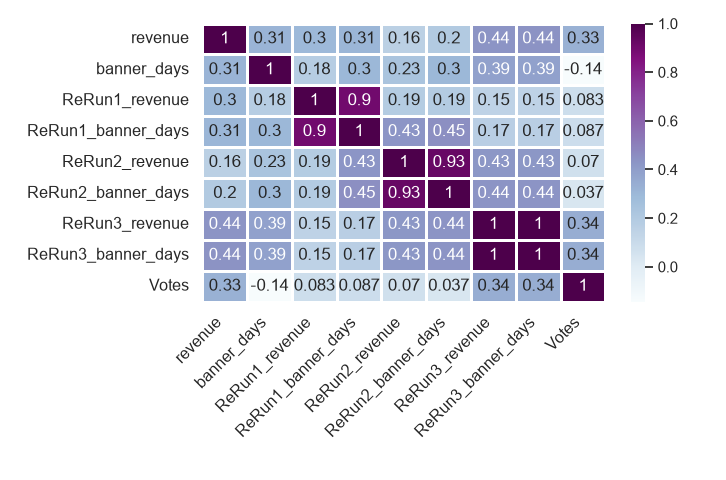 revenue 1 0.31 0.3 0.31 0.16 0.2 0.44 0.44 0.33
banner_days 0.31 1 0.18 0.3 0.23 0.3 0.39 0.39 -0.14
ReRun1_revenue 0.3 0.18 1 0.9 0.19 0.19 0.15 0.15 0.083
ReRun1_banner_days 0.31 0.3 0.9 1 0.43 0.45 0.17 0.17 0.087
ReRun2_revenue 0.16 0.23 0.19 0.43 1 0.93 0.43 0.43 0.07
ReRun2_banner_days 0.2 0.3 0.19 0.45 0.93 1 0.44 0.44 0.037
ReRun3_revenue 0.44 0.39 0.15 0.17 0.43 0.44 1 1 0.34
ReRun3_banner_days 0.44 0.39 0.15 0.17 0.43 0.44 1 1 0.34
Votes 0.33 -0.14 0.083 0.087 0.07 0.037 0.34 0.34 1
revenue
banner_days
ReRun1_revenue
ReRun1_banner_days
ReRun2_revenue
ReRun2_banner_days
ReRun3_revenue
ReRun3_banner_days
Votes
1.0
0.8
0.6
0.4
0.2
0.0